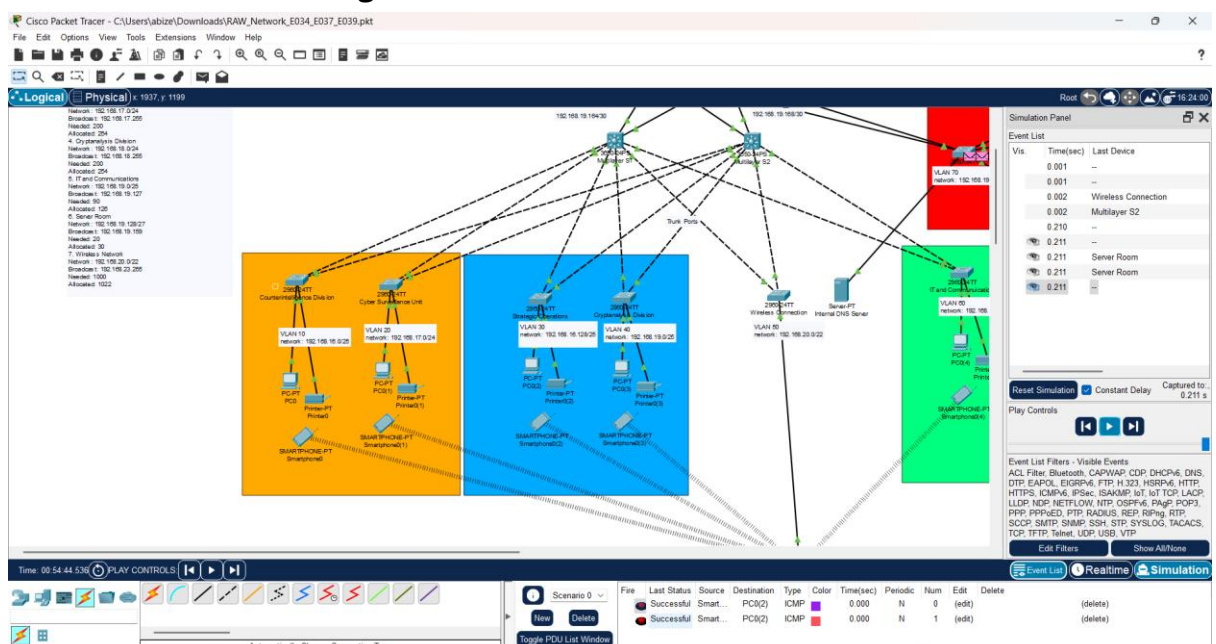 Cisco Packet Tracer - C:\Users\abize\Downloads\RAW_Network_E034_E037_E039.pkt
File Edit Options View Tools Extensions Window Help
?
Logical Physical x: 1937, y: 1199
Root 16:24:00
Network : 192.168.17.0/24
Broadcast: 192.168.17.255
Needed: 200
Allocated: 254
4. Cryptanalysis Division
Network : 192.168.18.0/24
Broadcast: 192.168.18.255
Needed: 200
Allocated: 254
5. IT and Communications
Network : 192.168.19.0/25
Broadcast: 192.168.19.127
Needed: 90
Allocated: 126
6. Server Room
Network : 192.168.19.128/27
Broadcast: 192.168.19.159
Needed: 20
Allocated: 30
7. Wireless Network
Network : 192.168.20.0/22
Broadcast: 192.168.23.255
Needed: 1000
Allocated: 1022
192.168.19.164/30
192.168.19.168/30
Multilayer S1
Multilayer S2
Trunk Ports
VLAN 70
network: 192.168.19
2960-24TT
Counterintelligence Division
2960-24TT
Cyber Surveillance Unit
2960-24TT
Strategic Operations
2960-24TT
Cryptanalysis Division
2960-24TT
Wireless Connection
Server-PT
Internal DNS Server
2960-24TT
IT and Communicatio
VLAN 10
network : 192.168.16.0/25
VLAN 20
network : 192.168.17.0/24
VLAN 30
network : 192.168.16.128/25
VLAN 40
VLAN 50
network : 192.168.20.0/22
VLAN 60
network : 192.168.
PC-PT
PC0
Printer-PT
Printer0
SMARTPHONE-PT
Smartphone0
PC-PT
PC0(1)
Printer-PT
Printer0(1)
SMARTPHONE-PT
Smartphone0(1)
PC-PT
PC0(2)
Printer-PT
Printer0(2)
SMARTPHONE-PT
Smartphone0(2)
PC-PT
PC0(3)
Printer-PT
Printer0(3)
SMARTPHONE-PT
Smartphone0(3)
PC-PT
PC0(4)
SMARTPHONE-PT
Smartphone0(4)
Simulation Panel
Event List
Vis. Time(sec) Last Device
0.001 --
0.001 --
0.002 Wireless Connection
0.002 Multilayer S2
0.210 --
0.211 --
0.211 Server Room
0.211 Server Room
0.211 --
Reset Simulation Constant Delay Captured to:
0.211 s
Play Controls
Event List Filters - Visible Events
ACL Filter, Bluetooth, CAPWAP, CDP, DHCPv6, DNS,
DTP, EAPOL, EIGRPv6, FTP, H.323, HSRPv6, HTTP,
HTTPS, ICMPv6, IPSec, ISAKMP, IoT, IoT TCP, LACP,
LLDP, NDP, NETFLOW, NTP, OSPFv6, PAgP, POP3,
PPP, PPPoED, PTP, RADIUS, REP, RIPng, RTP,
SCCP, SMTP, SNMP, SSH, STP, SYSLOG, TACACS,
TCP, TFTP, Telnet, UDP, USB, VTP
Edit Filters Show All/None
Time: 00:54:44.536 PLAY CONTROLS:
Event List Realtime Simulation
Scenario 0
New Delete
Toggle PDU List Window
Fire Last Status Source Destination Type Color Time(sec) Periodic Num Edit Delete
Successful Smart... PC0(2) ICMP 0.000 N 0 (edit) (delete)
Successful Smart... PC0(2) ICMP 0.000 N 1 (edit) (delete)